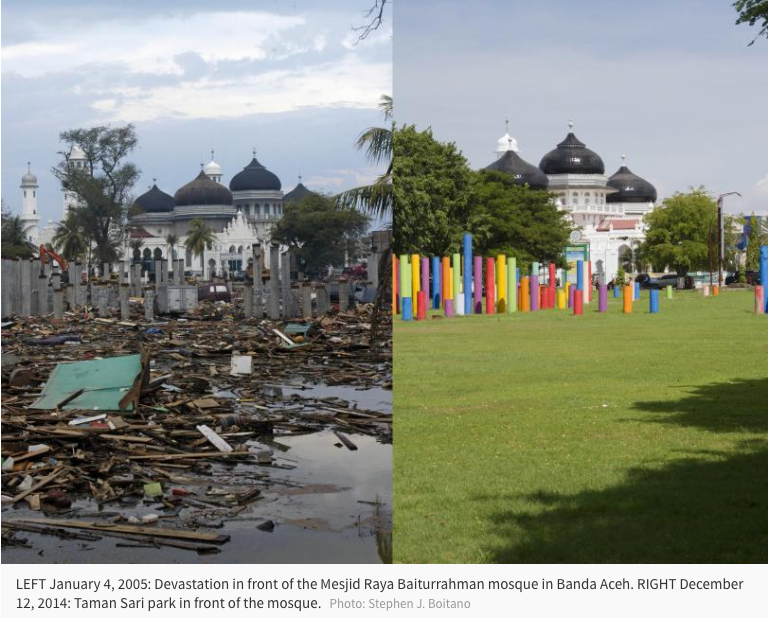 LEFT January 4, 2005: Devastation in front of the Mesjid Raya Baiturrahman mosque in Banda Aceh. RIGHT December
12, 2014: Taman Sari park in front of the mosque. Photo: Stephen J. Boitano